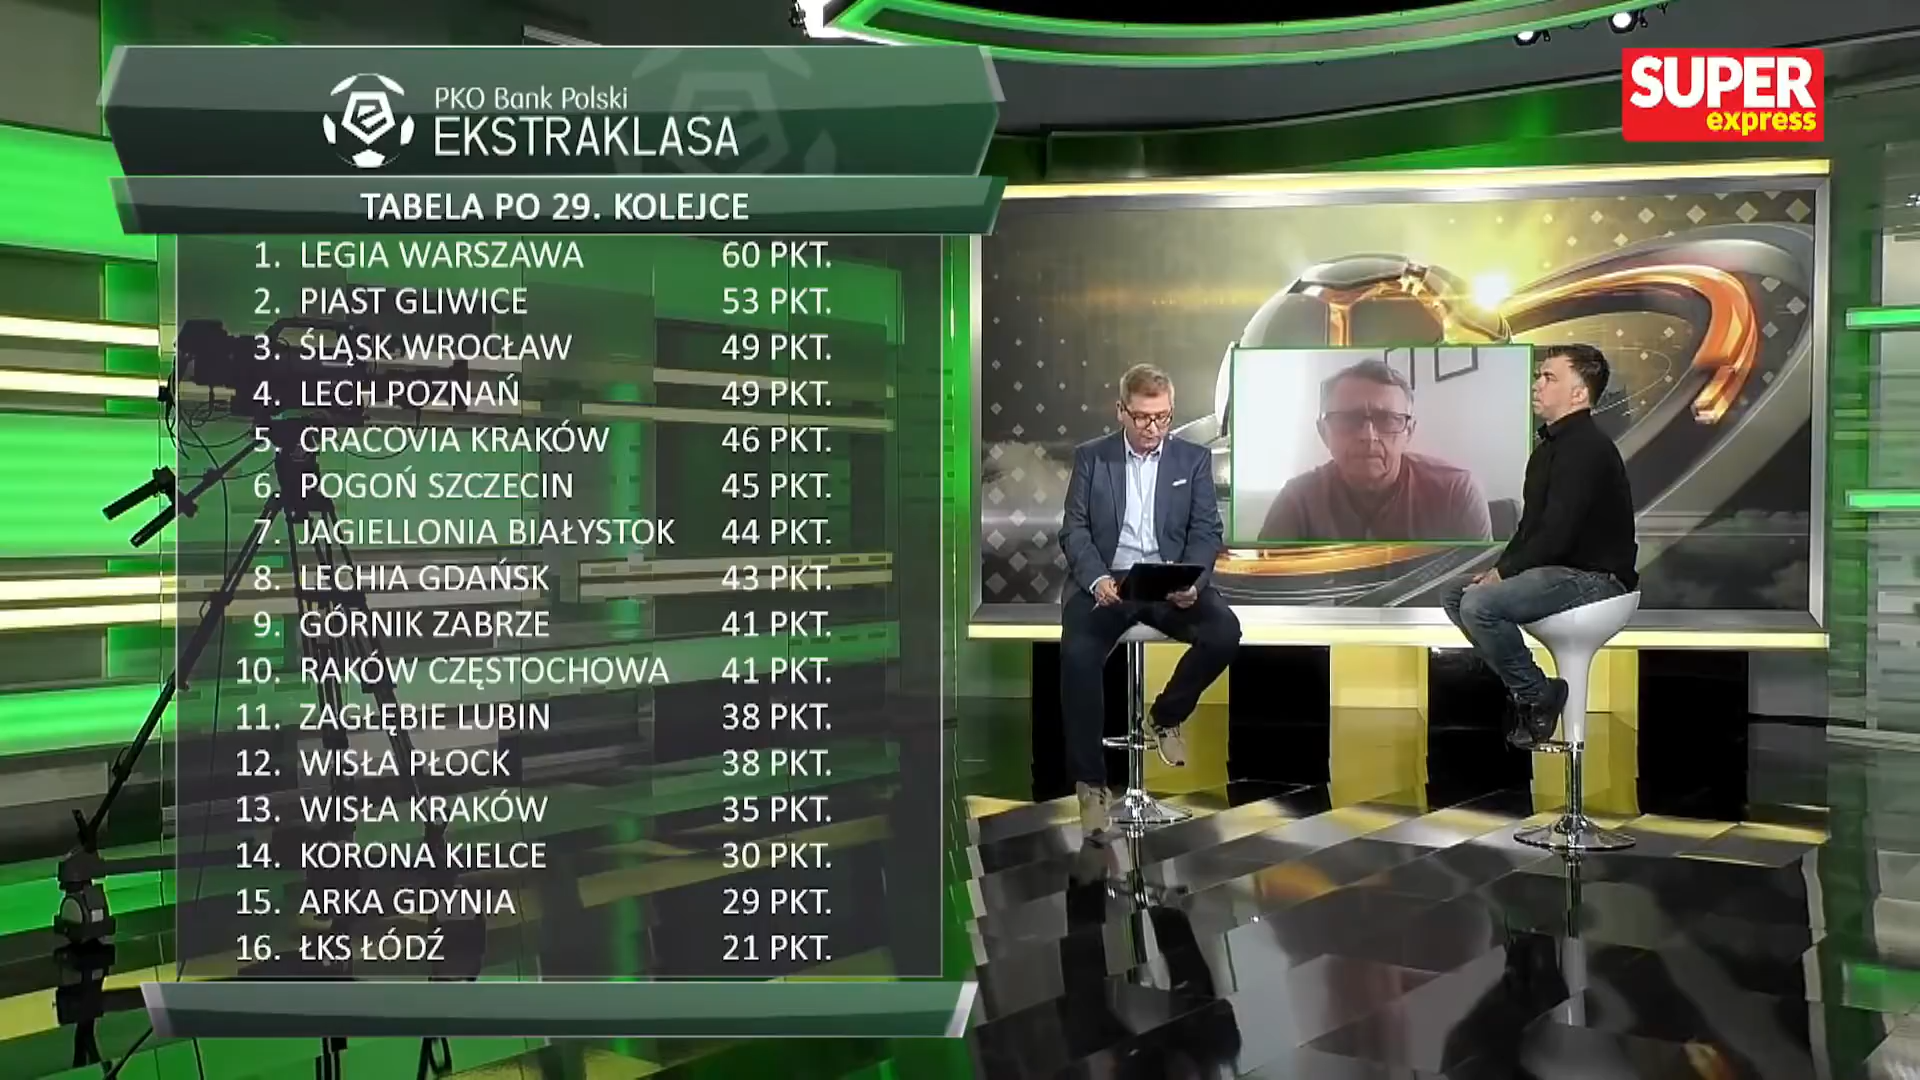 PKO Bank Polski
EKSTRAKLASA
TABELA PO 29. KOLEJCE
1. LEGIA WARSZAWA 60 PKT.
2. PIAST GLIWICE 53 PKT.
3. ŚLĄSK WROCŁAW 49 PKT.
4. LECH POZNAŃ 49 PKT.
5. CRACOVIA KRAKÓW 46 PKT.
6. POGOŃ SZCZECIN 45 PKT.
7. JAGIELLONIA BIAŁYSTOK 44 PKT.
8. LECHIA GDAŃSK 43 PKT.
9. GÓRNIK ZABRZE 41 PKT.
10. RAKÓW CZĘSTOCHOWA 41 PKT.
11. ZAGŁĘBIE LUBIN 38 PKT.
12. WISŁA PŁOCK 38 PKT.
13. WISŁA KRAKÓW 35 PKT.
14. KORONA KIELCE 30 PKT.
15. ARKA GDYNIA 29 PKT.
16. ŁKS ŁÓDŹ 21 PKT.
SUPER
express